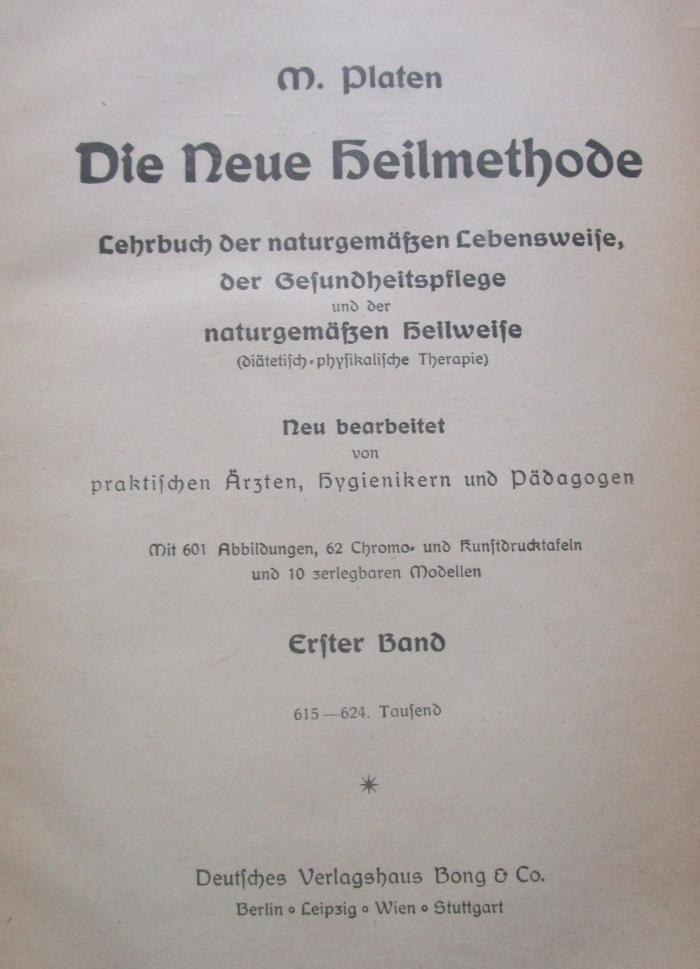 M. Platen
Die Neue Heilmethode
Lehrbuch der naturgemäßen Lebensweiſe,
der Geſundheitspflege
und der
naturgemäßen Heilweiſe
(diätetiſch-phyſikaliſche Therapie)
Neu bearbeitet
von
praktiſchen Ärzten, Hygienikern und Pädagogen
Mit 601 Abbildungen, 62 Chromo- und Kunſtdrucktafeln
und 10 zerlegbaren Modellen
Erſter Band
615—624. Tauſend
Deutſches Verlagshaus Bong & Co.
Berlin ∘ Leipzig ∘ Wien ∘ Stuttgart